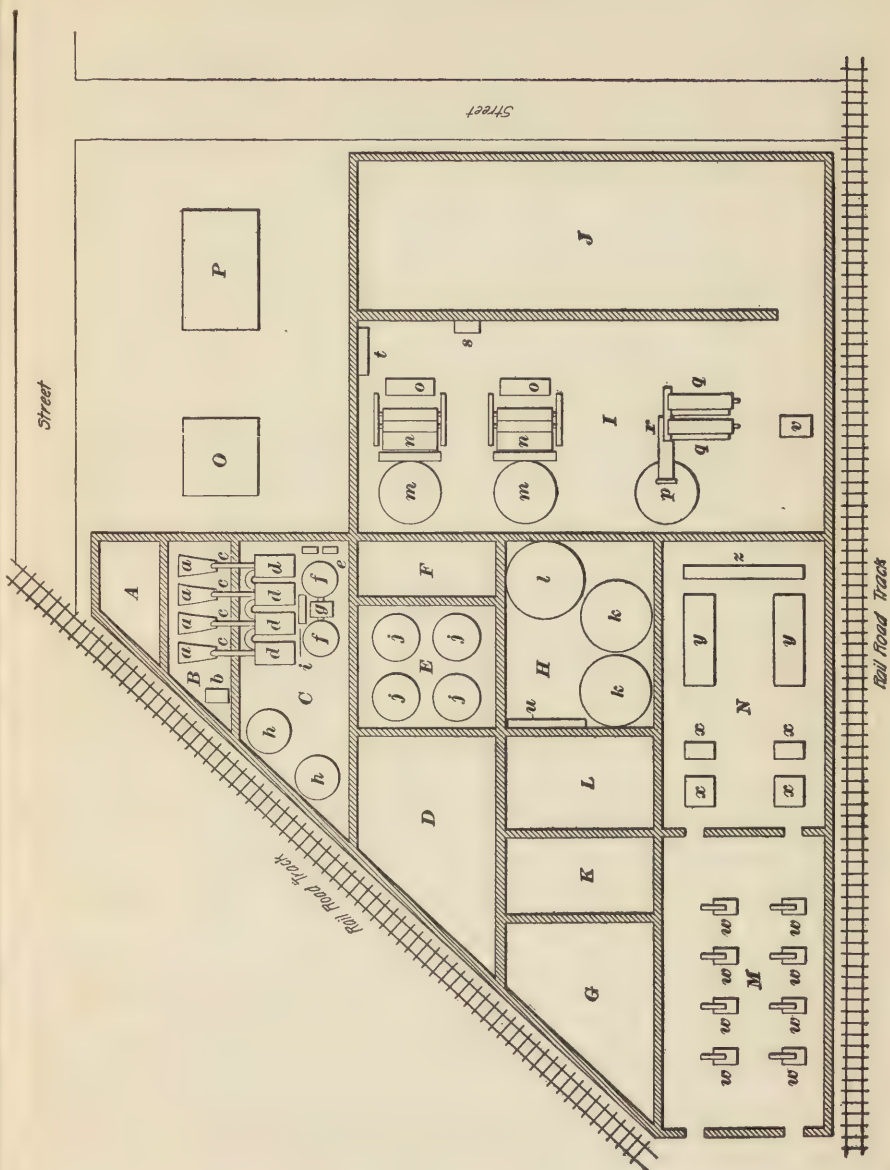 Street
Street
P
J
t
s
O
o
o
q
n
n
I
r
q
v
m
m
p
A
a
a
a
a
c
c
c
c
d
d
d
d
e
f
g
f
B
b
i
C
h
h
F
j
j
E
j
j
l
k
H
k
u
z
y
y
N
x
x
x
x
D
L
K
G
w
w
w
w
M
w
w
w
w
Rail Road Track
Rail Road Track